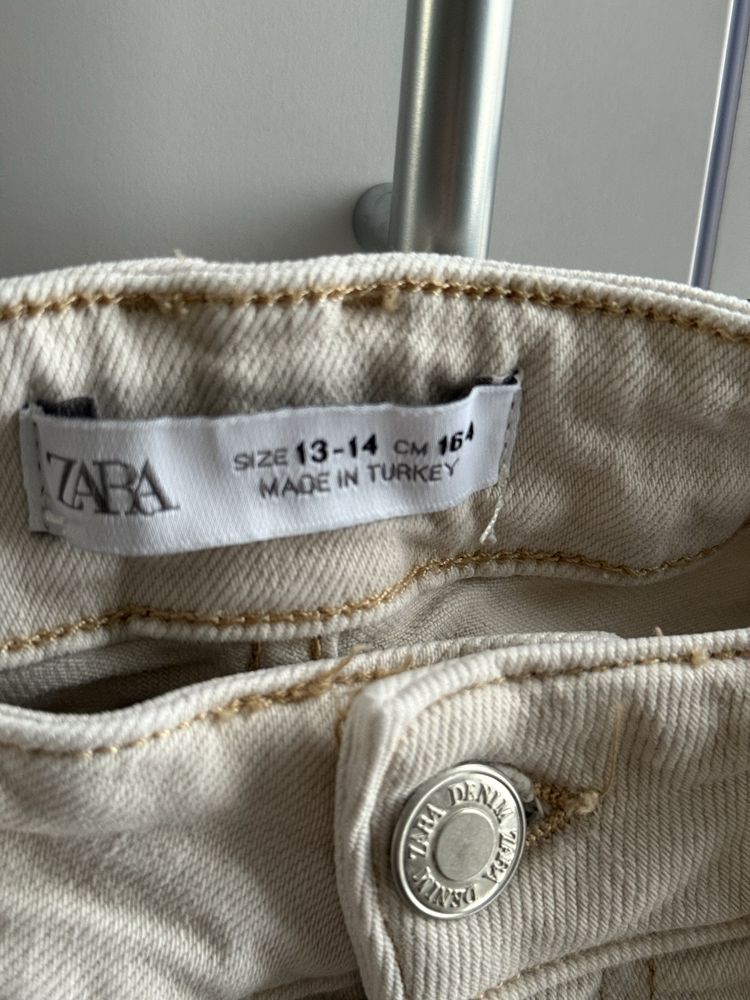 ZARA
SIZE 13-14 CM 164
MADE IN TURKEY
ZARA DENIM ZARA DENIM